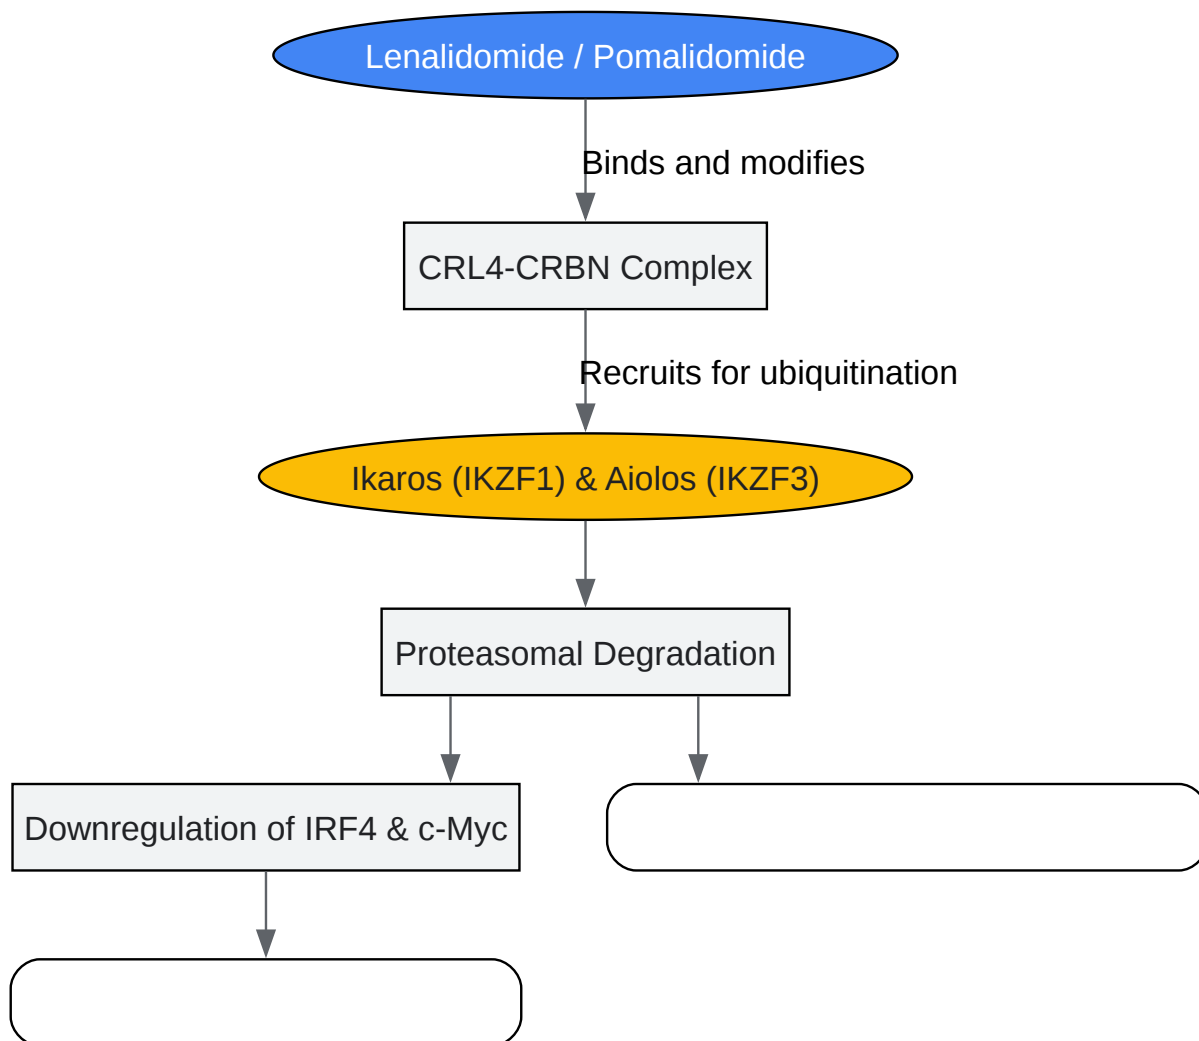 Lenalidomide / Pomalidomide
Binds and modifies
CRL4-CRBN Complex
Recruits for ubiquitination
Ikaros (IKZF1) & Aiolos (IKZF3)
Proteasomal Degradation
Downregulation of IRF4 & c-Myc